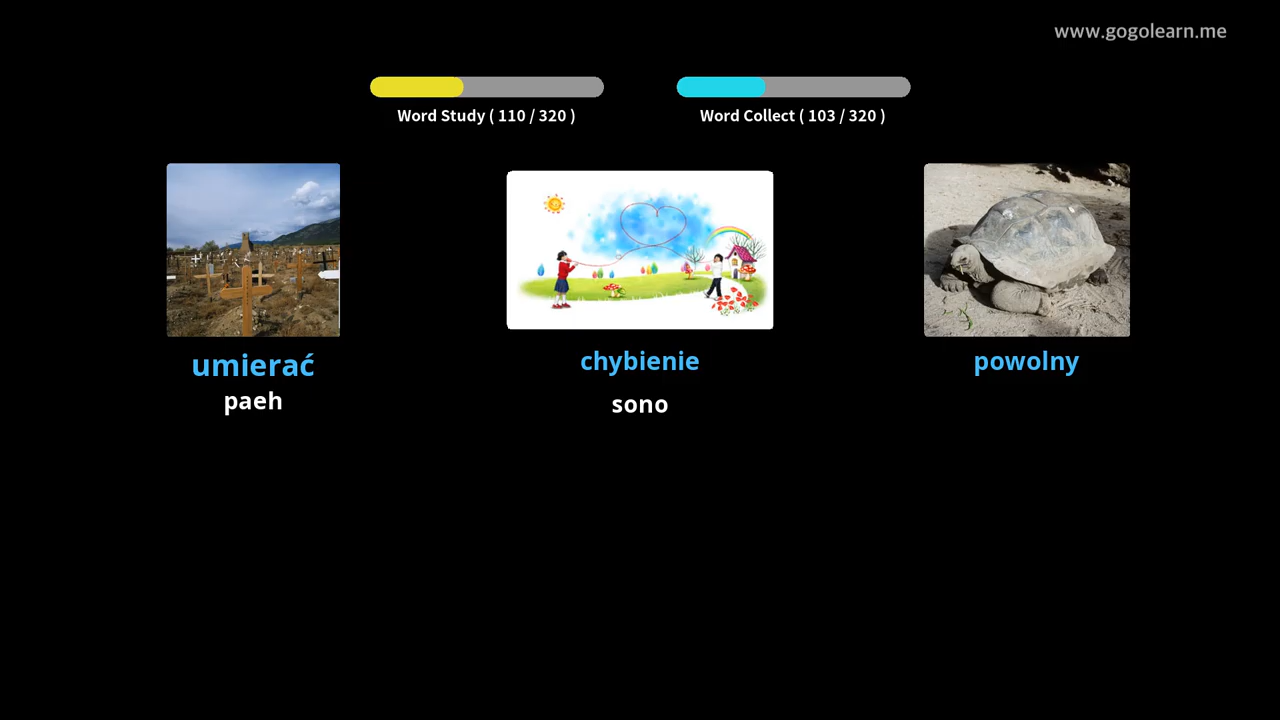 www.gogolearn.me
Word Study ( 110 / 320 )
Word Collect ( 103 / 320 )
umierać
chybienie
powolny
paeh
sono